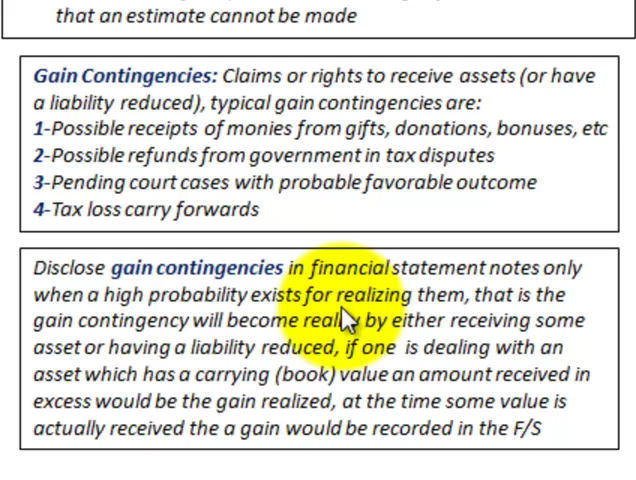 that an estimate cannot be made
Gain Contingencies: Claims or rights to receive assets (or have
a liability reduced), typical gain contingencies are:
1-Possible receipts of monies from gifts, donations, bonuses, etc
2-Possible refunds from government in tax disputes
3-Pending court cases with probable favorable outcome
4-Tax loss carry forwards
Disclose gain contingencies in financial statement notes only
when a high probability exists for realizing them, that is the
gain contingency will become by either receiving some
asset or having a liability reduced, if one is dealing with an
asset which has a carrying (book) value an amount received in
excess would be the gain realized, at the time some value is
actually received the a gain would be recorded in the F/S